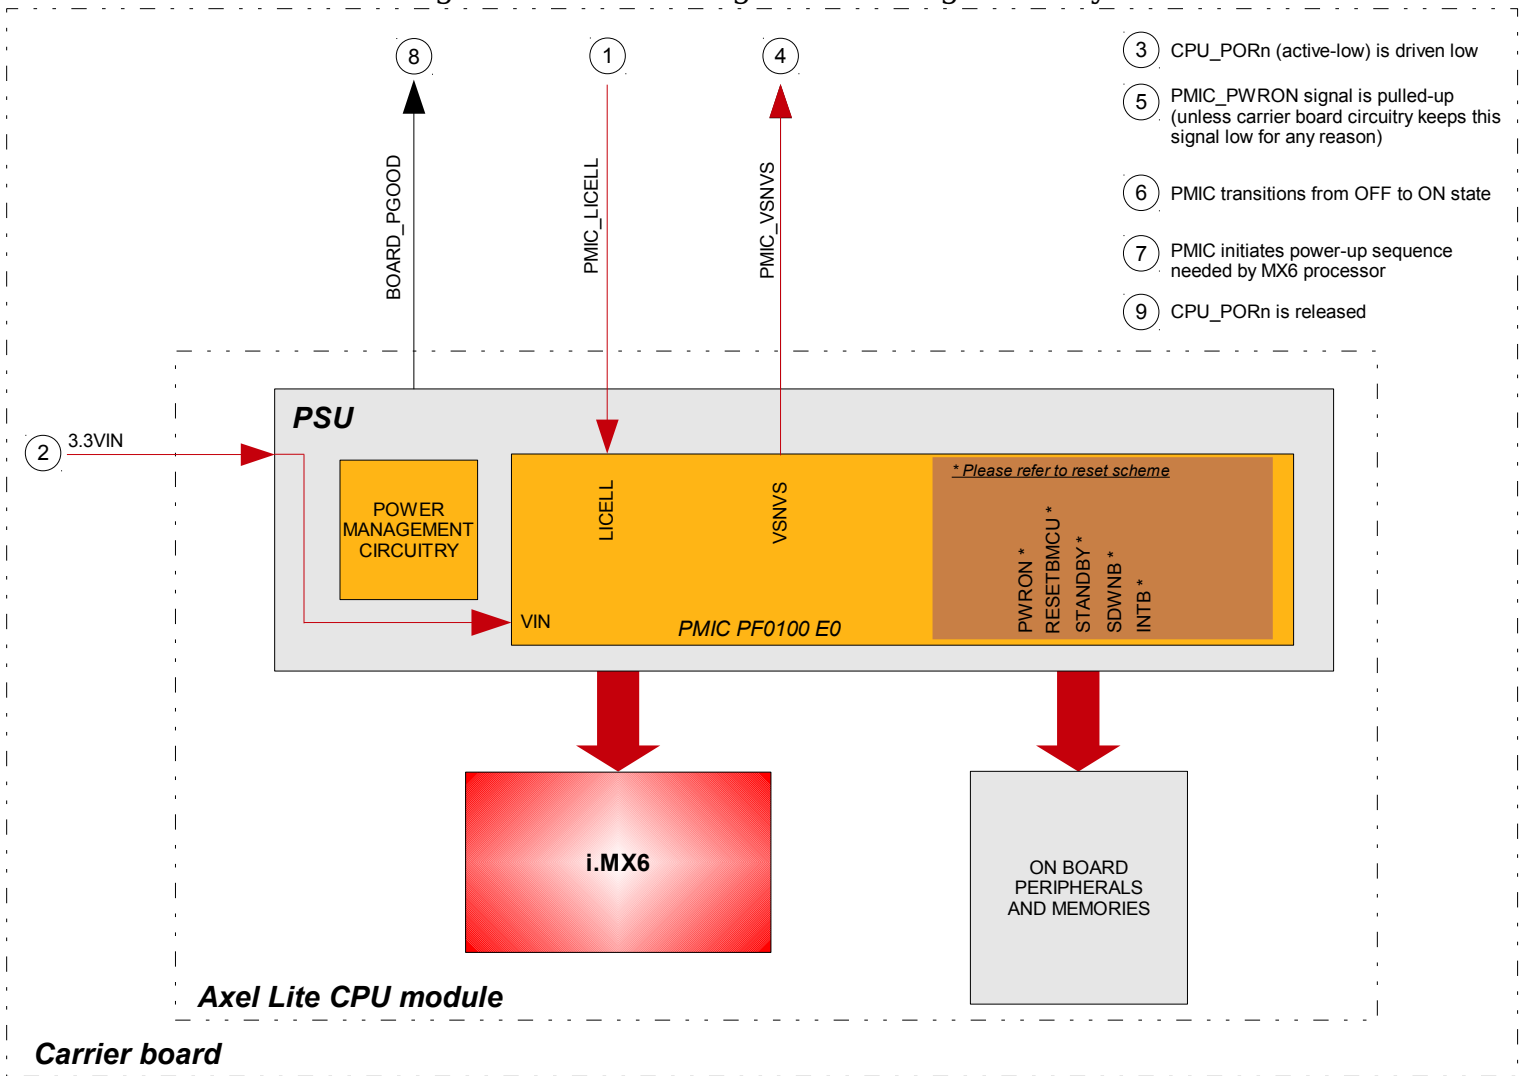 8
1
4
3 CPU_PORn (active-low) is driven low
5 PMIC_PWRON signal is pulled-up
(unless carrier board circuitry keeps this
signal low for any reason)
6 PMIC transitions from OFF to ON state
7 PMIC initiates power-up sequence
needed by MX6 processor
9 CPU_PORn is released
BOARD_PGOOD
PMIC_LICELL
PMIC_VSNVS
PSU
2 3.3VIN
POWER
MANAGEMENT
CIRCUITRY
LICELL
VSNVS
* Please refer to reset scheme
PWRON *
RESETBMCU *
STANDBY *
SDWNB *
INTB *
VIN
PMIC PF0100 E0
i.MX6
ON BOARD
PERIPHERALS
AND MEMORIES
Axel Lite CPU module
Carrier board